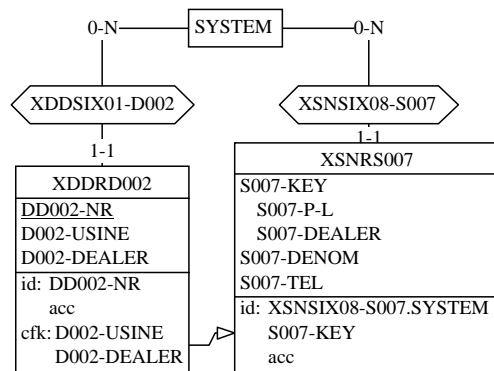 0-N
SYSTEM
0-N
XDDSIX01-D002
XSNSIX08-S007
1-1
1-1
XDDRD002
DD002-NR
D002-USINE
D002-DEALER
id: DD002-NR
acc
cfk: D002-USINE
D002-DEALER
XSNRS007
S007-KEY
S007-P-L
S007-DEALER
S007-DENOM
S007-TEL
id: XSNSIX08-S007.SYSTEM
S007-KEY
acc